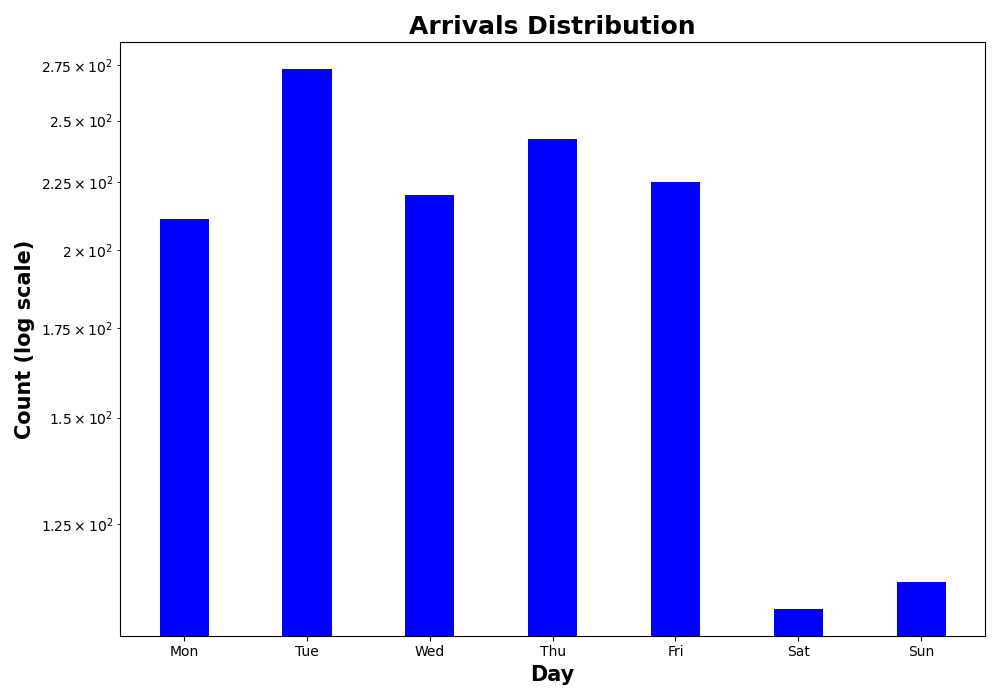 Arrivals Distribution
2.75 × 10²
2.5 × 10²
2.25 × 10²
2 × 10²
1.75 × 10²
1.5 × 10²
1.25 × 10²
Count (log scale)
Mon Tue Wed Thu Fri Sat Sun
Day